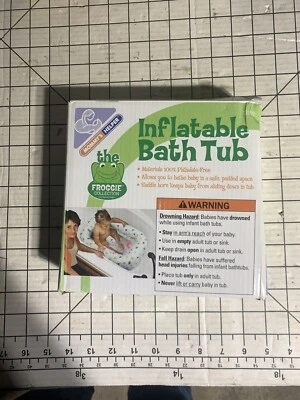 MOMMY'S HELPER
Inflatable
Bath Tub
the
FROGGIE
COLLECTION
• Materials 100% Phthalate-Free
• Allows you to bathe baby in a safe, padded space
• Saddle horn keeps baby from sliding down in tub
WARNING
Drowning Hazard: Babies have drowned
while using infant bath tubs.
• Stay in arm's reach of your baby.
• Use in empty adult tub or sink.
• Keep drain open in adult tub or sink.
Fall Hazard: Babies have suffered
head injuries falling from infant bathtubs.
• Place tub only in adult tub.
• Never lift or carry baby in tub.